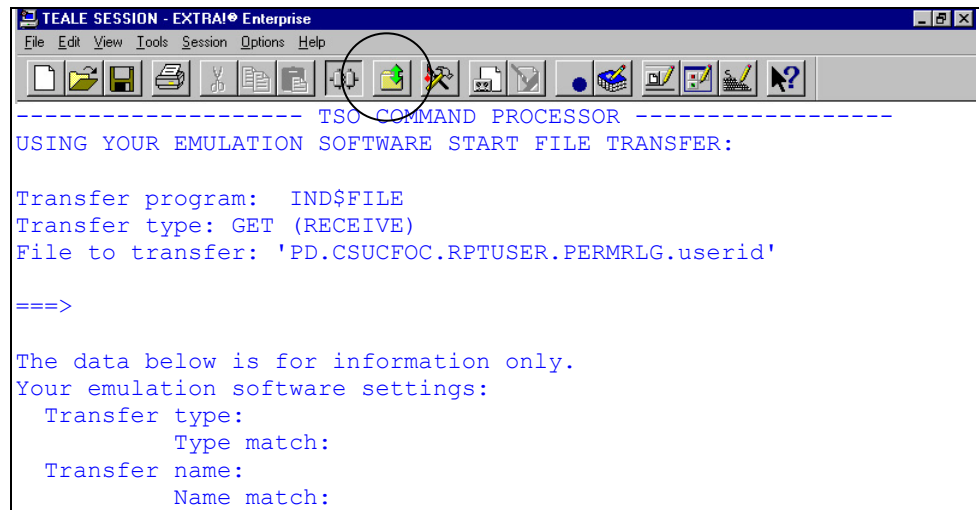 TEALE SESSION - EXTRA!® Enterprise
File Edit View Tools Session Options Help
-------------------- TSO COMMAND PROCESSOR ------------------
USING YOUR EMULATION SOFTWARE START FILE TRANSFER:
Transfer program: IND$FILE
Transfer type: GET (RECEIVE)
File to transfer: 'PD.CSUCFOC.RPTUSER.PERMRLG.userid'
===>
The data below is for information only.
Your emulation software settings:
Transfer type:
Type match:
Transfer name:
Name match: